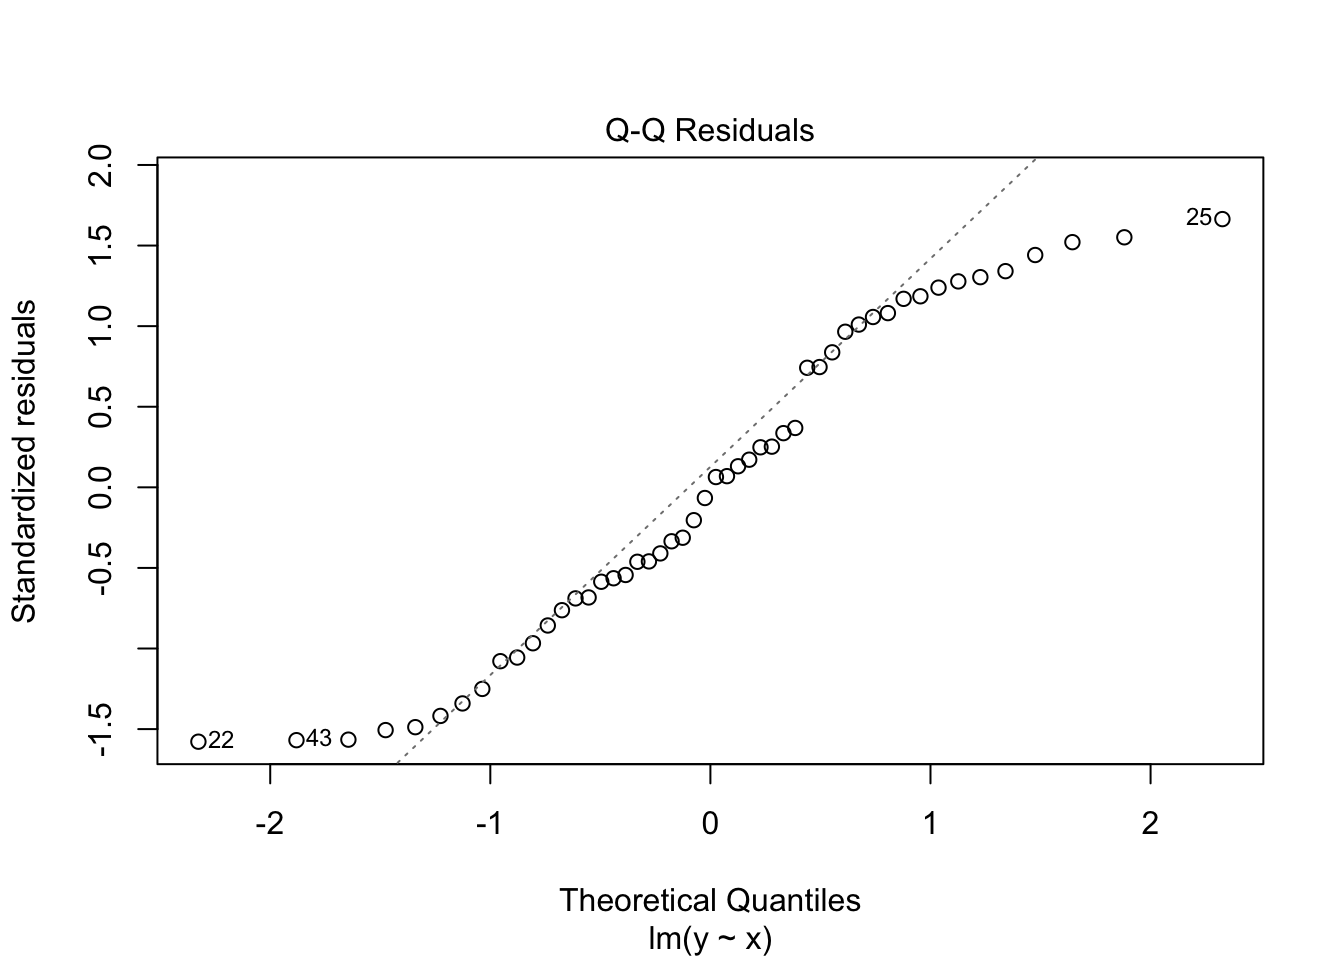 Q-Q Residuals
Standardized residuals
2.0
1.5
1.0
0.5
0.0
-0.5
-1.5
25
22
43
-2 -1 0 1 2
Theoretical Quantiles
lm(y ~ x)